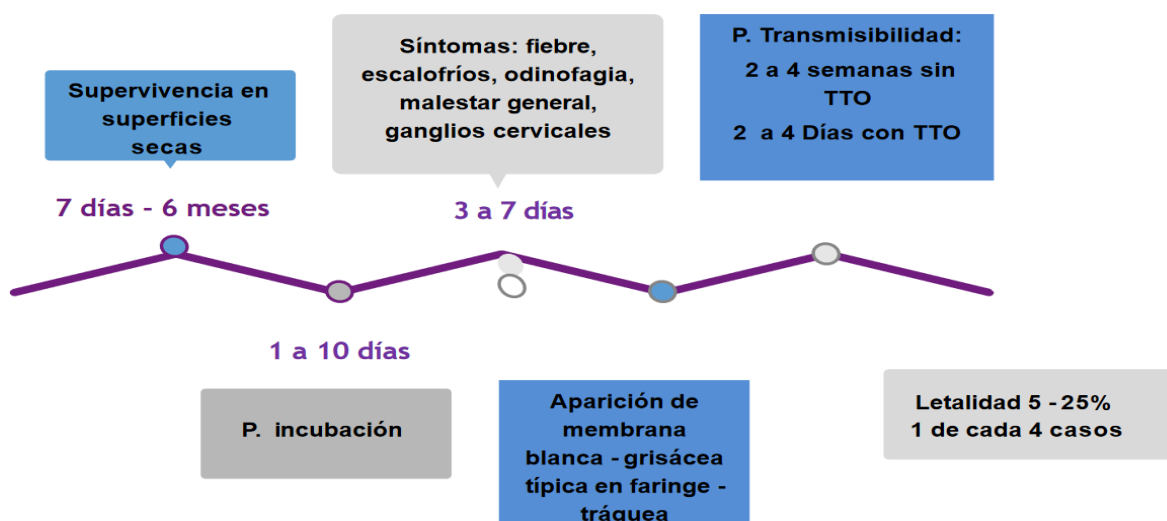 Supervivencia en
superficies
secas
7 días - 6 meses
Síntomas: fiebre,
escalofríos, odinofagia,
malestar general,
ganglios cervicales
3 a 7 días
P. Transmisibilidad:
2 a 4 semanas sin
TTO
2 a 4 Días con TTO
1 a 10 días
P. incubación
Aparición de
membrana
blanca - grisácea
típica en faringe -
tráquea
Letalidad 5 - 25%
1 de cada 4 casos